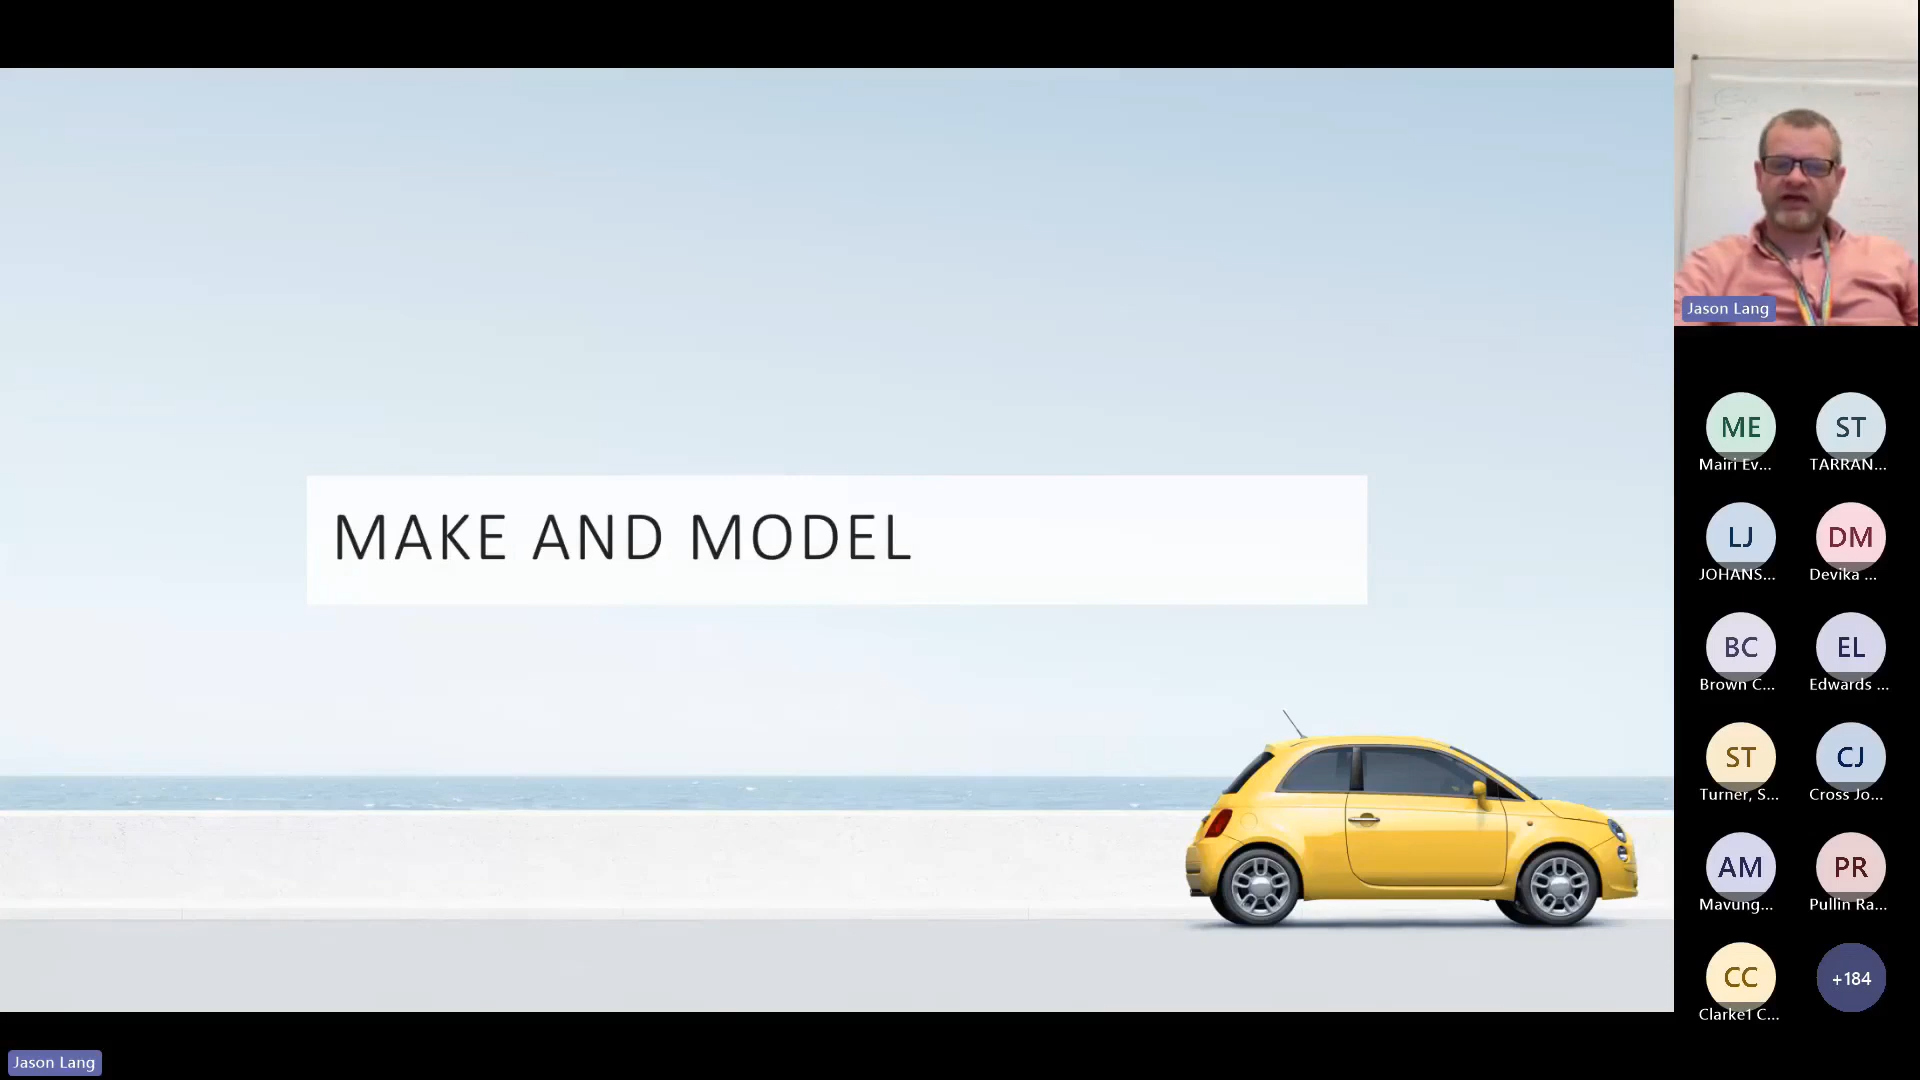 MAKE AND MODEL
Jason Lang
ME
Mairi Ev...
ST
TARRAN...
LJ
JOHANS...
DM
Devika ...
BC
Brown C...
EL
Edwards ...
ST
Turner, S...
CJ
Cross Jo...
AM
Mavung...
PR
Pullin Ra...
CC
Clarke1 C...
+184
Jason Lang